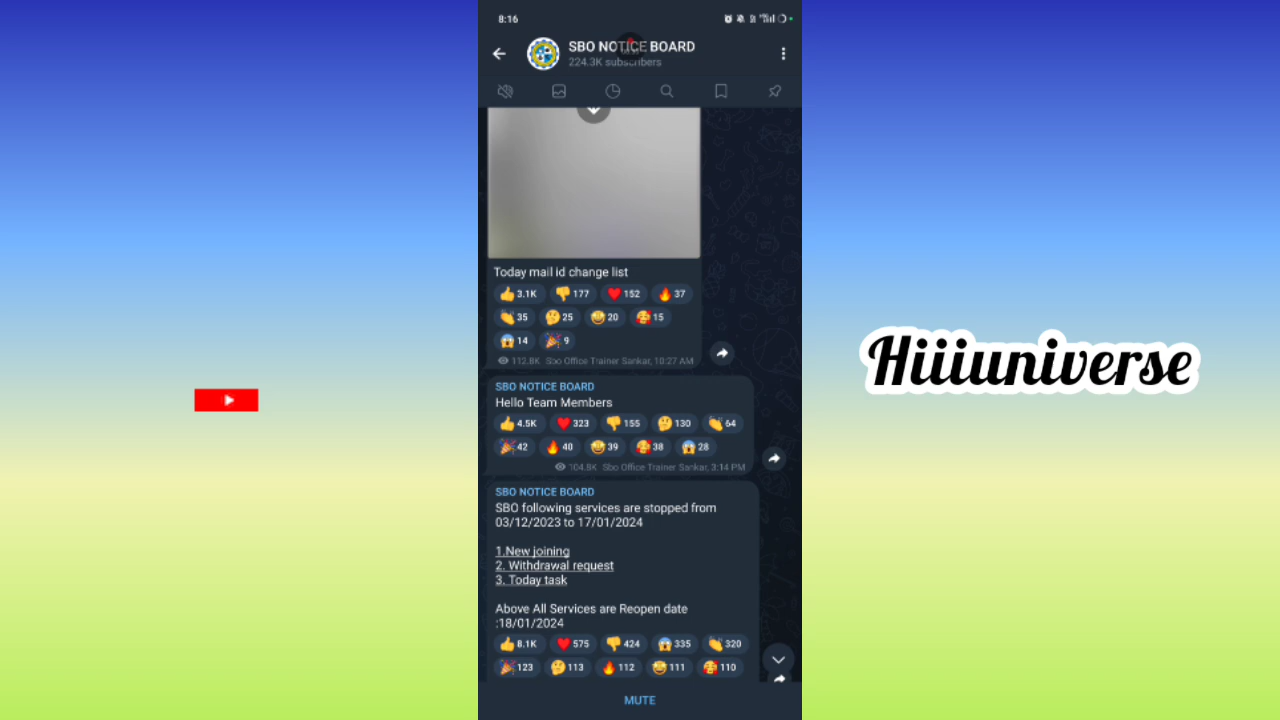 8:16
SBO NOTICE BOARD
224.3K subscribers
Today mail id change list
3.1K 177 152 37
35 25 20 15
14 9
112.8K Sbo Office Trainer Sankar, 10:27 AM
SBO NOTICE BOARD
Hello Team Members
4.5K 323 155 130 64
42 40 39 38 28
104.8K Sbo Office Trainer Sankar, 3:14 PM
SBO NOTICE BOARD
SBO following services are stopped from
03/12/2023 to 17/01/2024
1.New joining
2. Withdrawal request
3. Today task
Above All Services are Reopen date
:18/01/2024
8.1K 575 424 335 320
123 113 112 111 110
MUTE
Hiiiuniverse